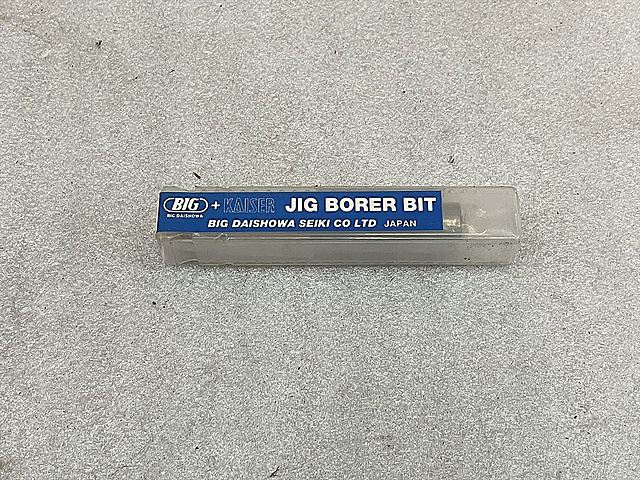 BIG + KAISER JIG BORER BIT
BIG DAISHOWA
BIG DAISHOWA SEIKI CO LTD JAPAN